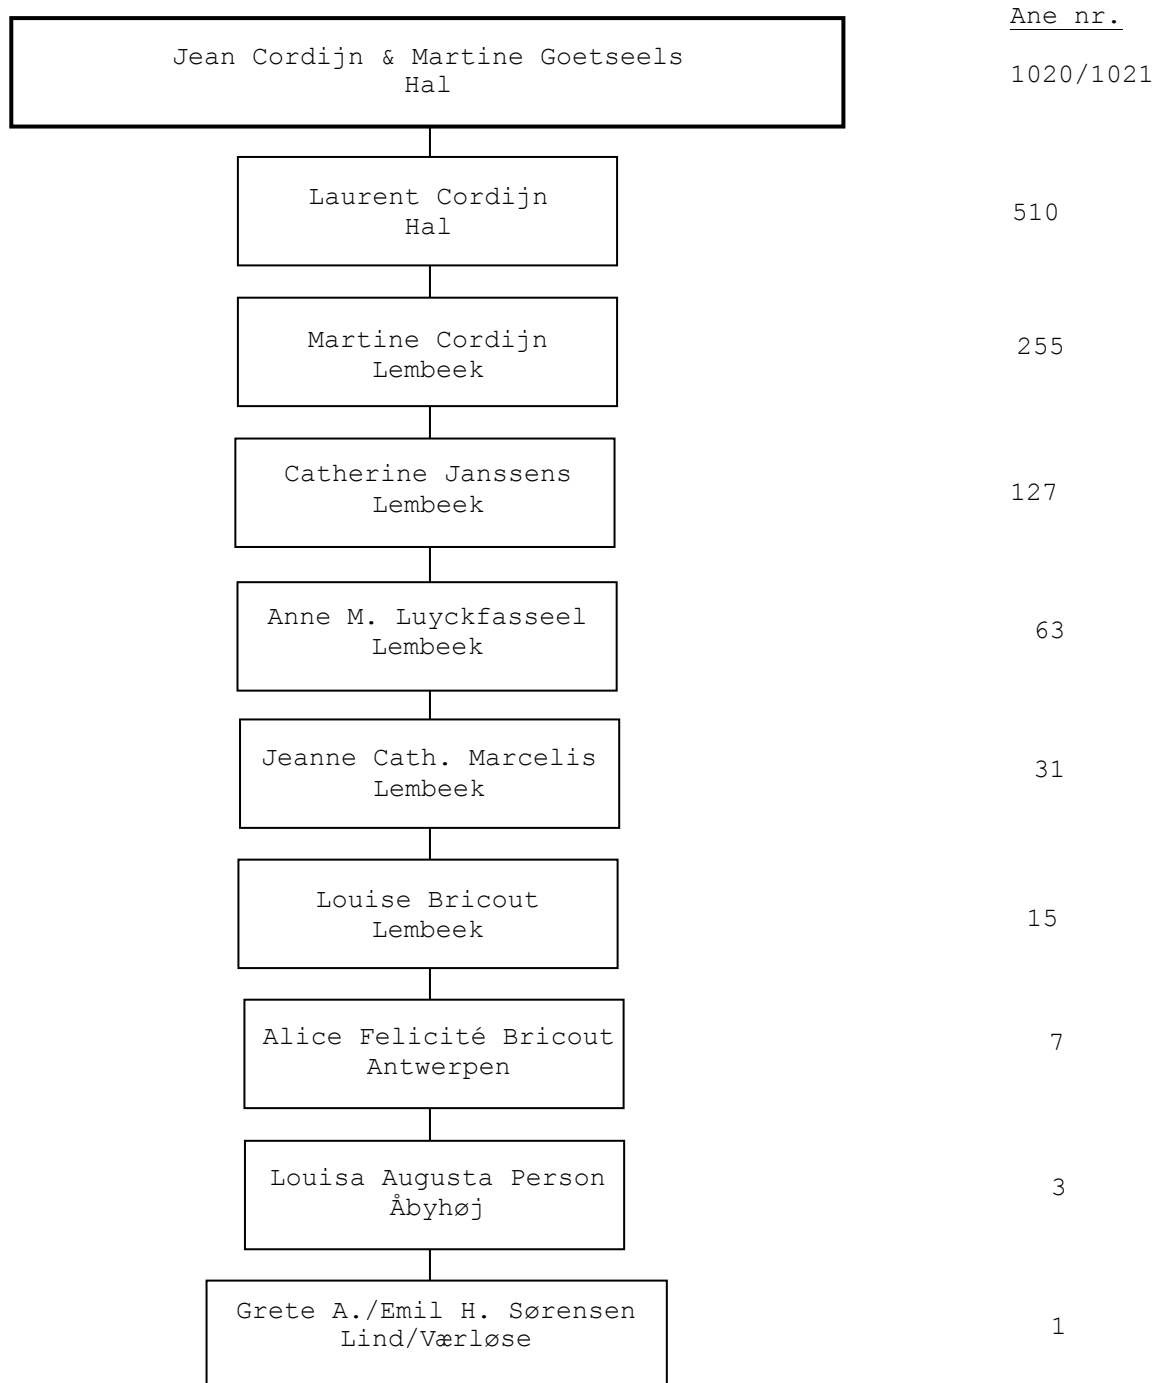 Ane nr.
Jean Cordijn & Martine Goetseels
Hal
1020/1021
Laurent Cordijn
Hal
510
Martine Cordijn
Lembeek
255
Catherine Janssens
Lembeek
127
Anne M. Luyckfasseel
Lembeek
63
Jeanne Cath. Marcelis
Lembeek
31
Louise Bricout
Lembeek
15
Alice Felicité Bricout
Antwerpen
7
Louisa Augusta Person
Åbyhøj
3
Grete A./Emil H. Sørensen
Lind/Værløse
1